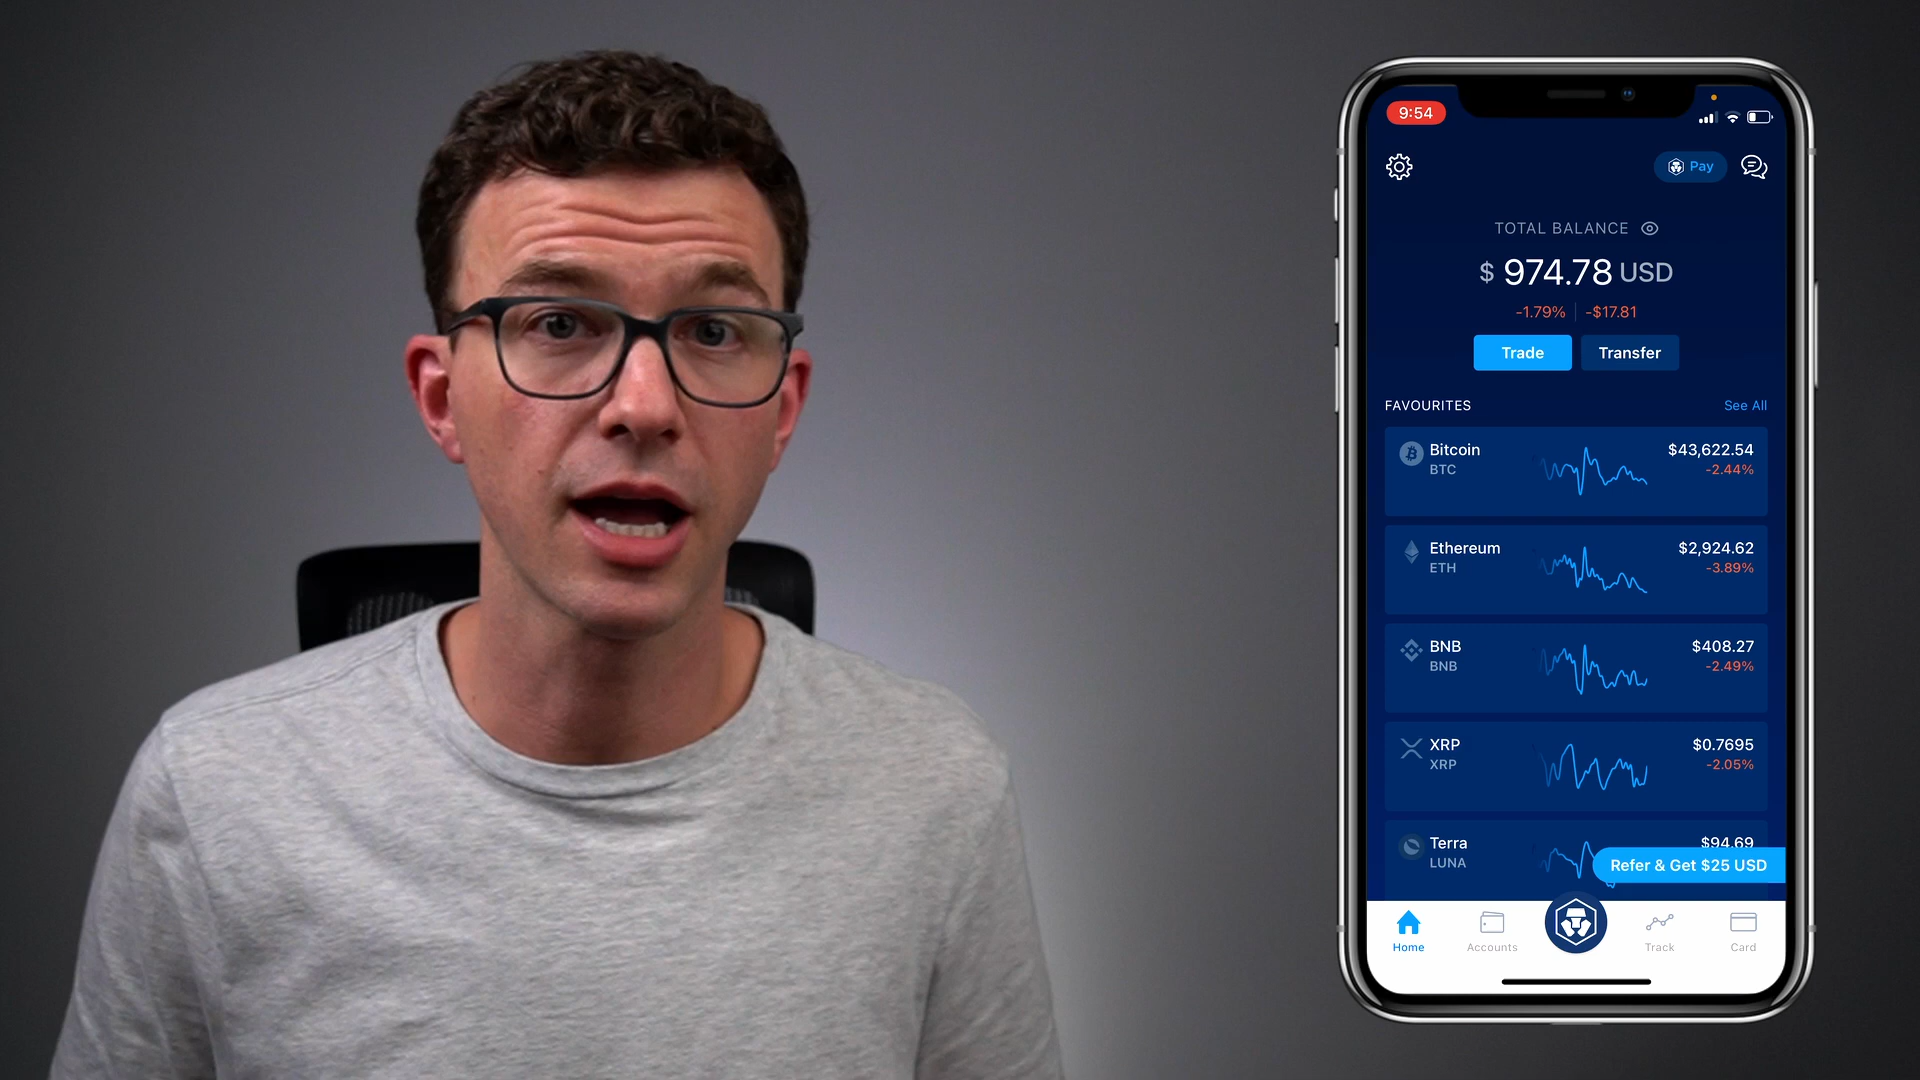 9:54
Pay
TOTAL BALANCE
$ 974.78 USD
-1.79% -$17.81
Trade Transfer
FAVOURITES See All
Bitcoin $43,622.54
BTC -2.44%
Ethereum $2,924.62
ETH -3.89%
BNB $408.27
BNB -2.49%
XRP $0.7695
XRP -2.05%
Terra $94.69
LUNA
Refer & Get $25 USD
Home Accounts Track Card